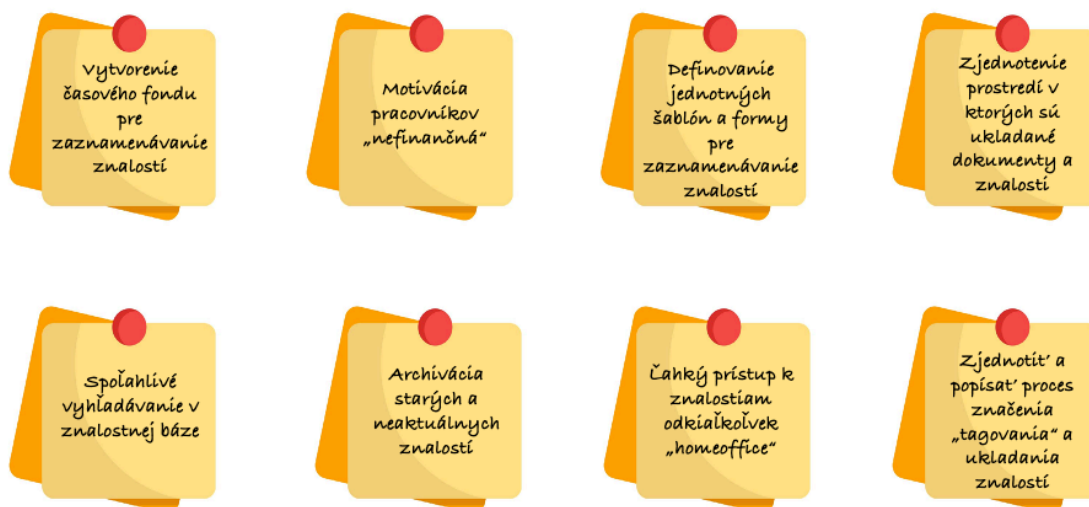 Vytvorenie
časového fondu
pre
zaznamenávanie
znalostí
Motivácia
pracovníkov
„nefinančná“
Definovanie
jednotných
šablón a formy
pre
zaznamenávanie
znalostí
Zjednotenie
prostredí v
ktorých sú
ukladané
dokumenty a
znalosti
Spoľahlivé
vyhľadávanie v
znalostnej báze
Archivácia
starých a
neaktuálnych
znalostí
Ľahký prístup k
znalostiam
odkiaľkoľvek
„homeoffice“
Zjednotiť a
popísať proces
značenia
„tagovania“ a
ukladania
znalostí